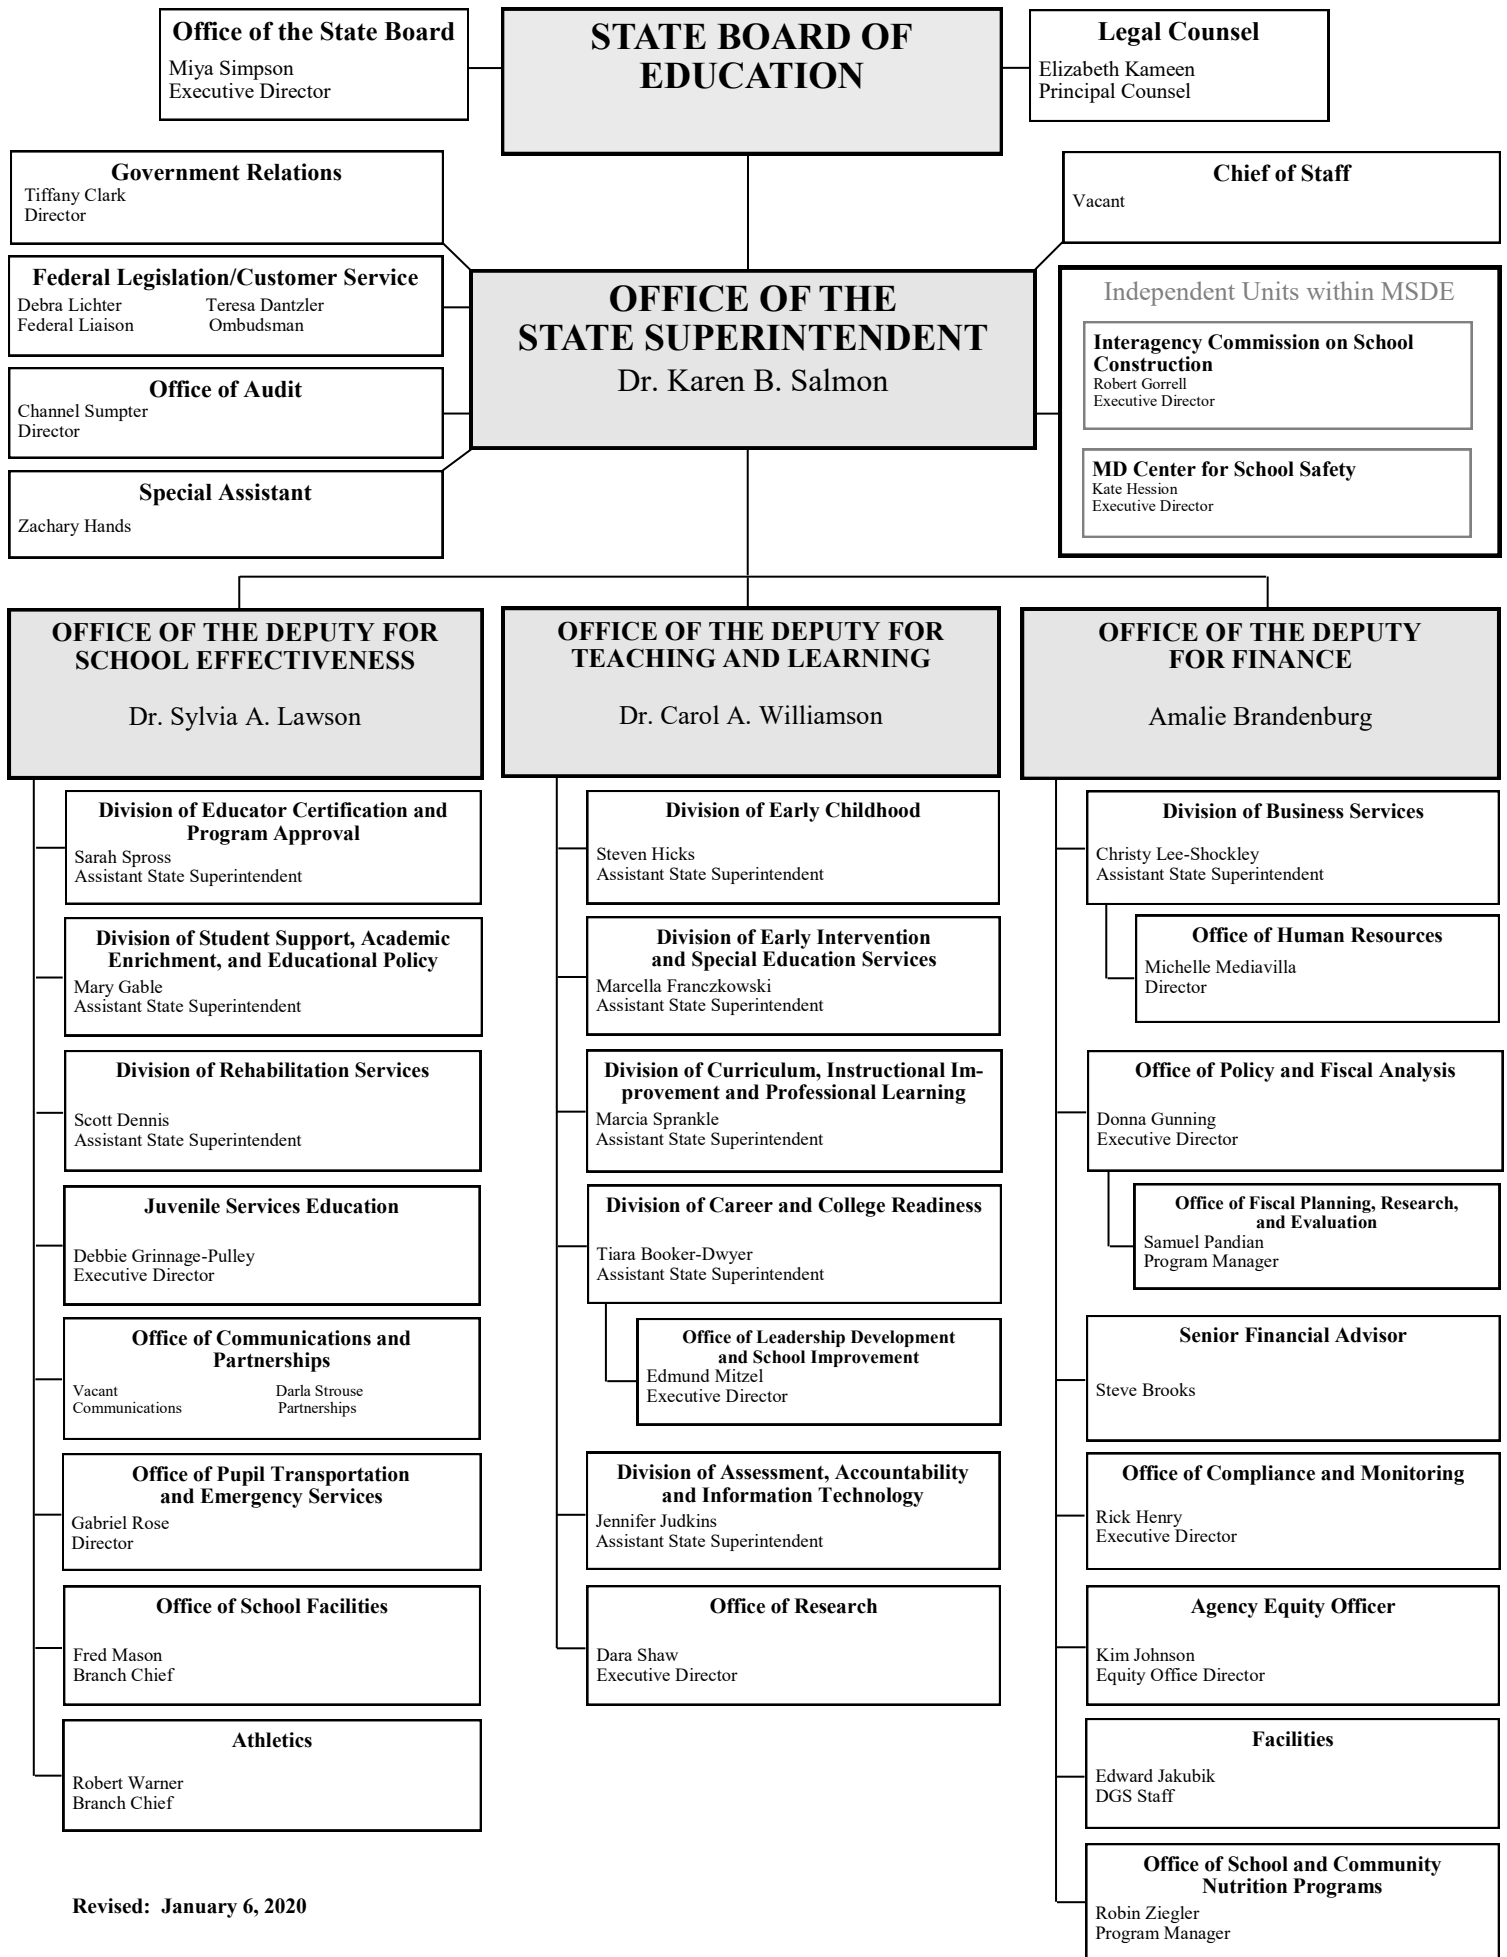 Office of the State Board
Miya Simpson
Executive Director
STATE BOARD OF
EDUCATION
Legal Counsel
Elizabeth Kameen
Principal Counsel
Government Relations
Tiffany Clark
Director
Chief of Staff
Vacant
Federal Legislation/Customer Service
Debra Lichter Teresa Dantzler
Federal Liaison Ombudsman
Office of Audit
Channel Sumpter
Director
Special Assistant
Zachary Hands
OFFICE OF THE
STATE SUPERINTENDENT
Dr. Karen B. Salmon
Independent Units within MSDE
Interagency Commission on School
Construction
Robert Gorrell
Executive Director
MD Center for School Safety
Kate Hession
Executive Director
OFFICE OF THE DEPUTY FOR
SCHOOL EFFECTIVENESS
Dr. Sylvia A. Lawson
Division of Educator Certification and
Program Approval
Sarah Spross
Assistant State Superintendent
Division of Student Support, Academic
Enrichment, and Educational Policy
Mary Gable
Assistant State Superintendent
Division of Rehabilitation Services
Scott Dennis
Assistant State Superintendent
Juvenile Services Education
Debbie Grinnage-Pulley
Executive Director
Office of Communications and
Partnerships
Vacant Darla Strouse
Communications Partnerships
Office of Pupil Transportation
and Emergency Services
Gabriel Rose
Director
Office of School Facilities
Fred Mason
Branch Chief
Athletics
Robert Warner
Branch Chief
OFFICE OF THE DEPUTY FOR
TEACHING AND LEARNING
Dr. Carol A. Williamson
Division of Early Childhood
Steven Hicks
Assistant State Superintendent
Division of Early Intervention
and Special Education Services
Marcella Franczkowski
Assistant State Superintendent
Division of Curriculum, Instructional Im-
provement and Professional Learning
Marcia Sprankle
Assistant State Superintendent
Division of Career and College Readiness
Tiara Booker-Dwyer
Assistant State Superintendent
Office of Leadership Development
and School Improvement
Edmund Mitzel
Executive Director
Division of Assessment, Accountability
and Information Technology
Jennifer Judkins
Assistant State Superintendent
Office of Research
Dara Shaw
Executive Director
OFFICE OF THE DEPUTY
FOR FINANCE
Amalie Brandenburg
Division of Business Services
Christy Lee-Shockley
Assistant State Superintendent
Office of Human Resources
Michelle Mediavilla
Director
Office of Policy and Fiscal Analysis
Donna Gunning
Executive Director
Office of Fiscal Planning, Research,
and Evaluation
Samuel Pandian
Program Manager
Senior Financial Advisor
Steve Brooks
Office of Compliance and Monitoring
Rick Henry
Executive Director
Agency Equity Officer
Kim Johnson
Equity Office Director
Facilities
Edward Jakubik
DGS Staff
Office of School and Community
Nutrition Programs
Robin Ziegler
Program Manager
Revised: January 6, 2020